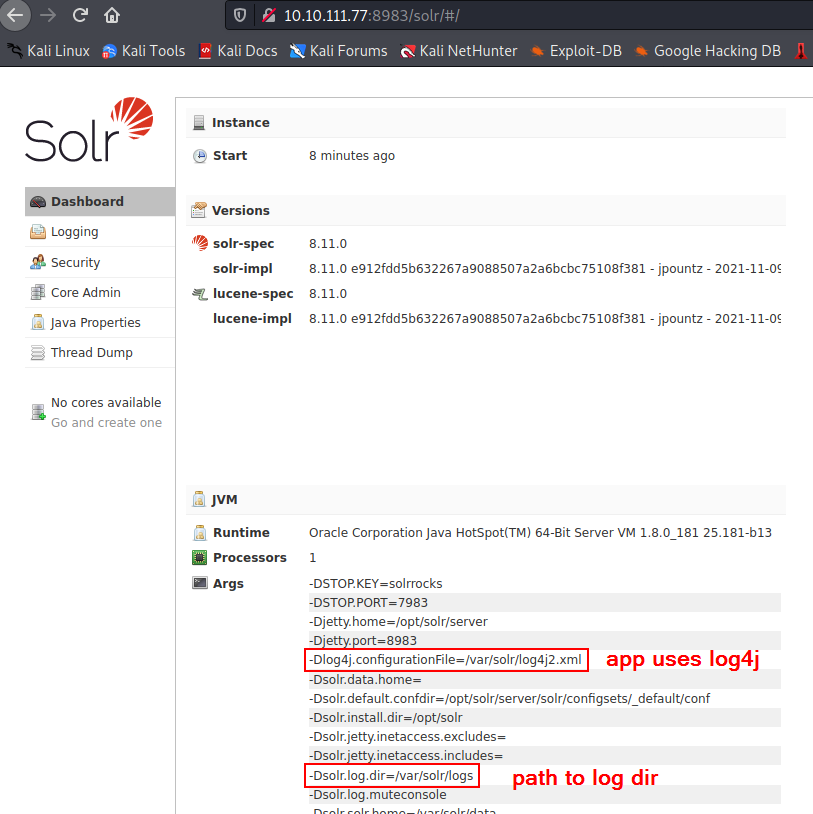 10.10.111.77:8983/solr/#/
Kali Linux Kali Tools Kali Docs Kali Forums Kali NetHunter Exploit-DB Google Hacking DB
Solr
Dashboard
Logging
Security
Core Admin
Java Properties
Thread Dump
No cores available
Go and create one
Instance
Start 8 minutes ago
Versions
solr-spec 8.11.0
solr-impl 8.11.0 e912fdd5b632267a9088507a2a6bcbc75108f381 - jpountz - 2021-11-09
lucene-spec 8.11.0
lucene-impl 8.11.0 e912fdd5b632267a9088507a2a6bcbc75108f381 - jpountz - 2021-11-09
JVM
Runtime Oracle Corporation Java HotSpot(TM) 64-Bit Server VM 1.8.0_181 25.181-b13
Processors 1
Args -DSTOP.KEY=solrrocks
-DSTOP.PORT=7983
-Djetty.home=/opt/solr/server
-Djetty.port=8983
-Dlog4j.configurationFile=/var/solr/log4j2.xml app uses log4j
-Dsolr.data.home=
-Dsolr.default.confdir=/opt/solr/server/solr/configsets/_default/conf
-Dsolr.install.dir=/opt/solr
-Dsolr.jetty.inetaccess.excludes=
-Dsolr.jetty.inetaccess.includes=
-Dsolr.log.dir=/var/solr/logs path to log dir
-Dsolr.log.muteconsole
-Dsolr.solr.home=/var/solr/data